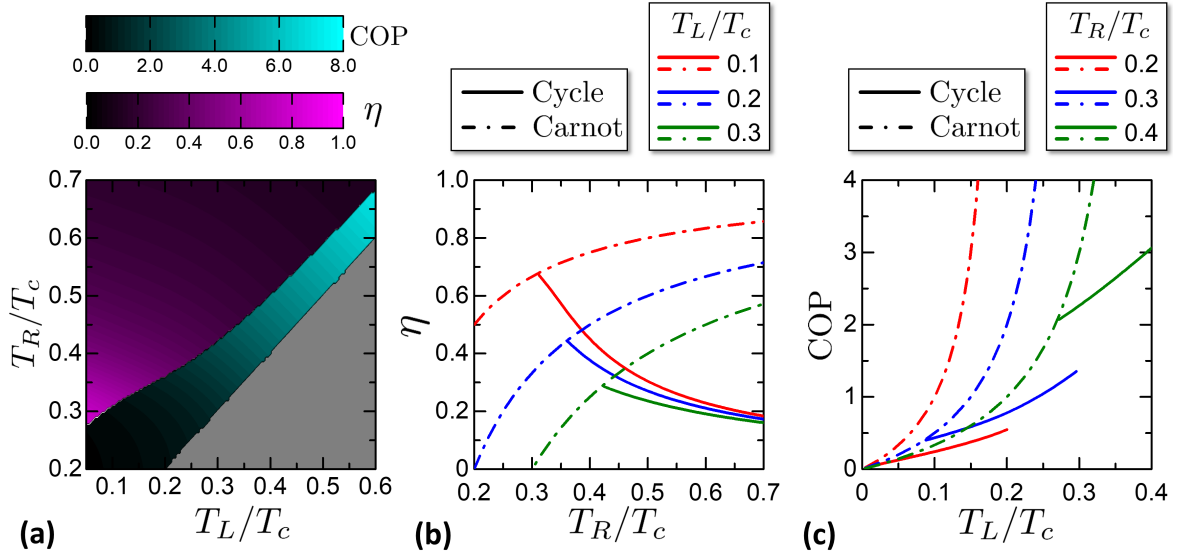 COP
0.0 2.0 4.0 6.0 8.0
η
0.0 0.2 0.4 0.6 0.8 1.0
T_R/T_c
0.7
0.6
0.5
0.4
0.3
0.2
0.1 0.2 0.3 0.4 0.5 0.6
(a)
T_L/T_c
Cycle
Carnot
T_L/T_c
0.1
0.2
0.3
η
1.0
0.8
0.6
0.4
0.2
0
0.2 0.3 0.4 0.5 0.6 0.7
(b)
T_R/T_c
Cycle
Carnot
T_R/T_c
0.2
0.3
0.4
COP
4
3
2
1
0
0 0.1 0.2 0.3 0.4
(c)
T_L/T_c